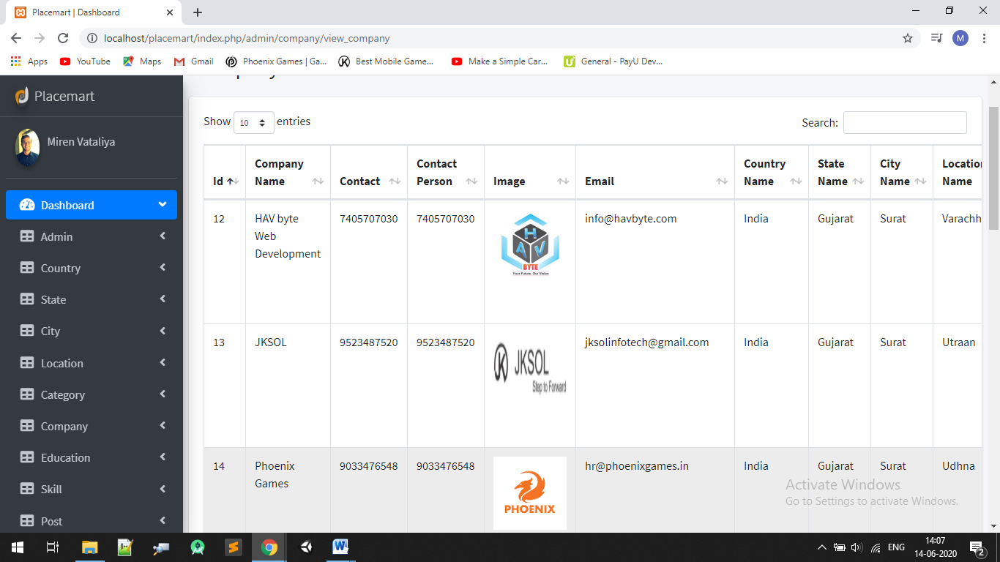 Placemart | Dashboard
localhost/placemart/index.php/admin/company/view_company
M
Apps YouTube Maps Gmail Phoenix Games | Ga... Best Mobile Game... Make a Simple Car... General - PayU Dev...
Placemart
Miren Vataliya
Dashboard
Admin
Country
State
City
Location
Category
Company
Education
Skill
Post
Show 10 entries
Search:
Id Company Name Contact Contact Person Image Email Country Name State Name City Name Location Name
12 HAV byte Web Development 7405707030 7405707030 info@havbyte.com India Gujarat Surat Varachh
H
A V
BYTE
Your Future, Our Vision
13 JKSOL 9523487520 9523487520 jksolinfotech@gmail.com India Gujarat Surat Utraan
JKSOL
Step to Forward
14 Phoenix Games 9033476548 9033476548 hr@phoenixgames.in India Gujarat Surat Udhna
PHOENIX
Activate Windows
Go to Settings to activate Windows.
ENG
14:07
14-06-2020
2